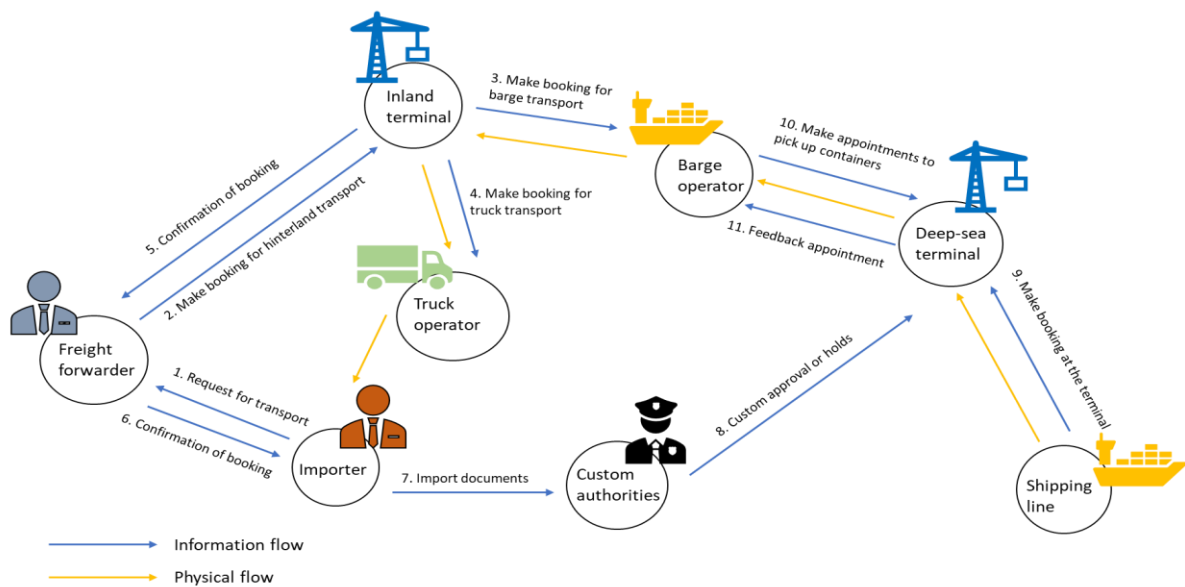 Inland
terminal
3. Make booking for
barge transport
Barge
operator
10. Make appointments to
pick up containers
11. Feedback appointment
Deep-sea
terminal
5. Confirmation of booking
2. Make booking for hinterland transport
4. Make booking for
truck transport
Truck
operator
Freight
forwarder
1. Request for transport
6. Confirmation of booking
Importer
7. Import documents
Custom
authorities
8. Custom approval or holds
9. Make booking at the terminal
Shipping
line
Information flow
Physical flow